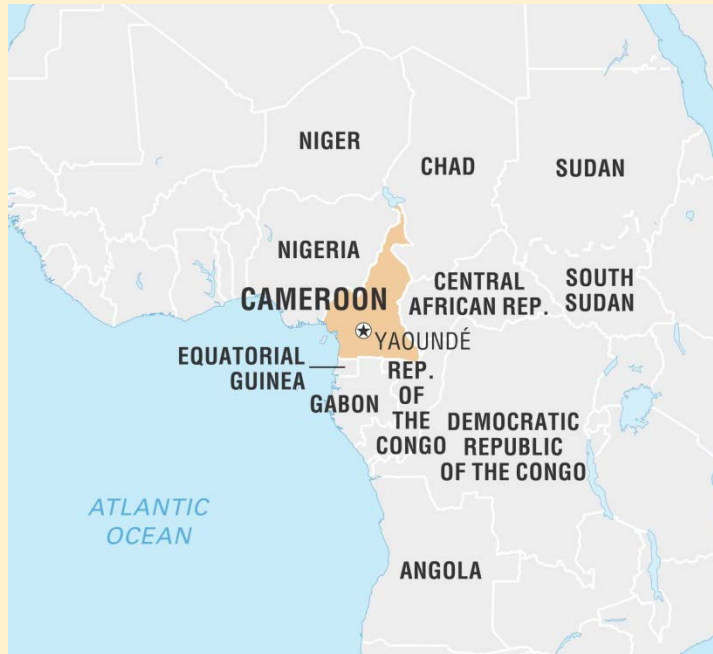 NIGER
CHAD
SUDAN
NIGERIA
CAMEROON
CENTRAL
AFRICAN REP.
SOUTH
SUDAN
YAOUNDÉ
EQUATORIAL
GUINEA
GABON
REP.
OF
THE
CONGO
DEMOCRATIC
REPUBLIC
OF THE CONGO
ATLANTIC
OCEAN
ANGOLA